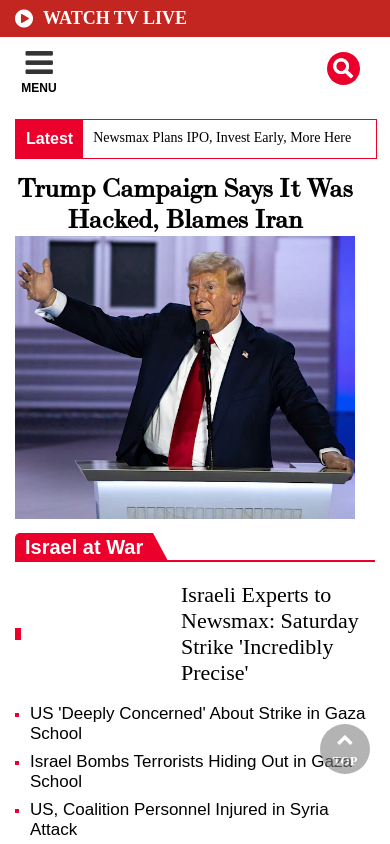 WATCH TV LIVE
MENU
Latest
Newsmax Plans IPO, Invest Early, More Here
Trump Campaign Says It Was
Hacked, Blames Iran
Israel at War
Israeli Experts to
Newsmax: Saturday
Strike 'Incredibly
Precise'
US 'Deeply Concerned' About Strike in Gaza
School
Israel Bombs Terrorists Hiding Out in Gaza
School
TOP
US, Coalition Personnel Injured in Syria
Attack